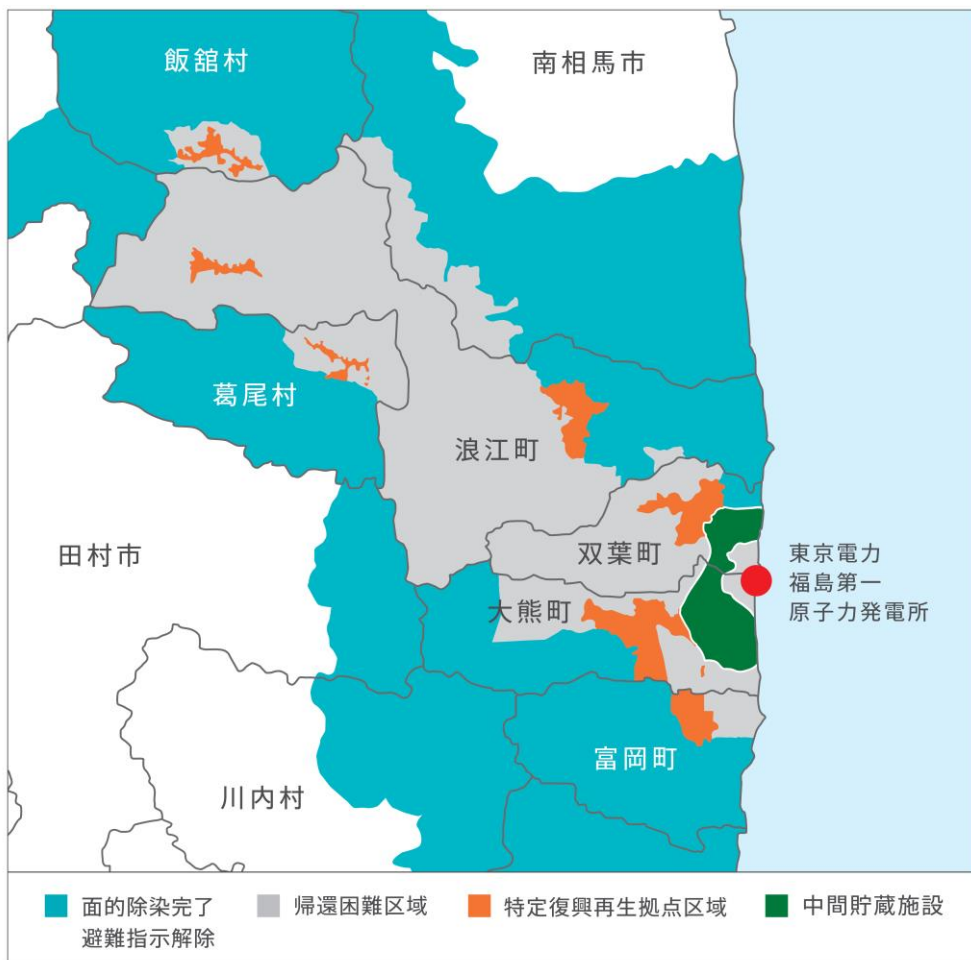 飯舘村
南相馬市
葛尾村
浪江町
田村市
双葉町
東京電力
福島第一
原子力発電所
大熊町
富岡町
川内村
面的除染完了
避難指示解除
帰還困難区域
特定復興再生拠点区域
中間貯蔵施設